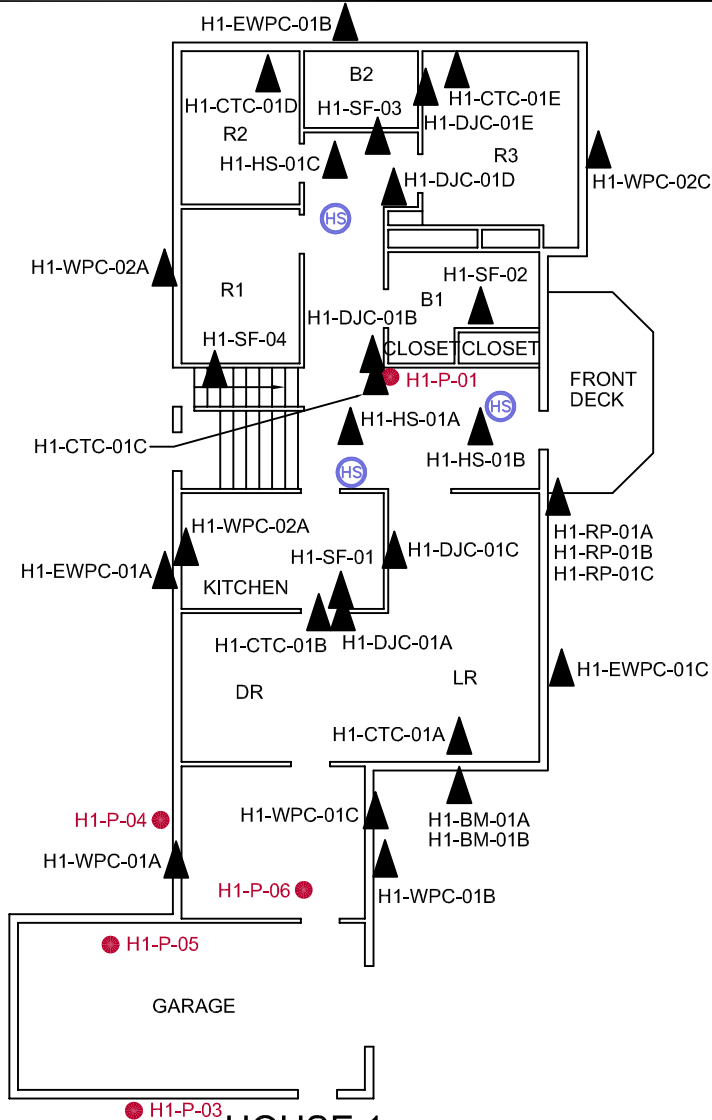 H1-EWPC-01B
B2
H1-CTC-01D
H1-SF-03
H1-CTC-01E
H1-DJC-01E
R2
R3
H1-HS-01C
H1-DJC-01D
H1-WPC-02C
HS
H1-WPC-02A
R1
B1
H1-SF-02
H1-DJC-01B
H1-SF-04
CLOSET
CLOSET
H1-P-01
FRONT
DECK
HS
H1-HS-01A
H1-CTC-01C
H1-HS-01B
HS
H1-WPC-02A
H1-RP-01A
H1-RP-01B
H1-RP-01C
H1-DJC-01C
H1-SF-01
H1-EWPC-01A
KITCHEN
H1-CTC-01B
H1-DJC-01A
H1-EWPC-01C
DR
LR
H1-CTC-01A
H1-P-04
H1-WPC-01C
H1-BM-01A
H1-BM-01B
H1-WPC-01A
H1-P-06
H1-WPC-01B
H1-P-05
GARAGE
H1-P-03
HOUSE 1